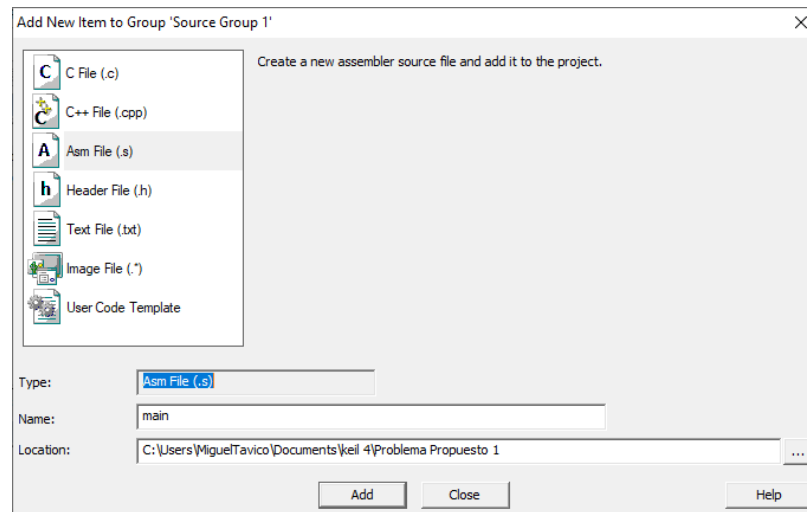 Add New Item to Group 'Source Group 1'
C File (.c)
Create a new assembler source file and add it to the project.
C++ File (.cpp)
Asm File (.s)
Header File (.h)
Text File (.txt)
Image File (.*)
User Code Template
Type:
Asm File (.s)
Name:
main
Location:
C:\Users\MiguelTavico\Documents\keil 4\Problema Propuesto 1
...
Add
Close
Help